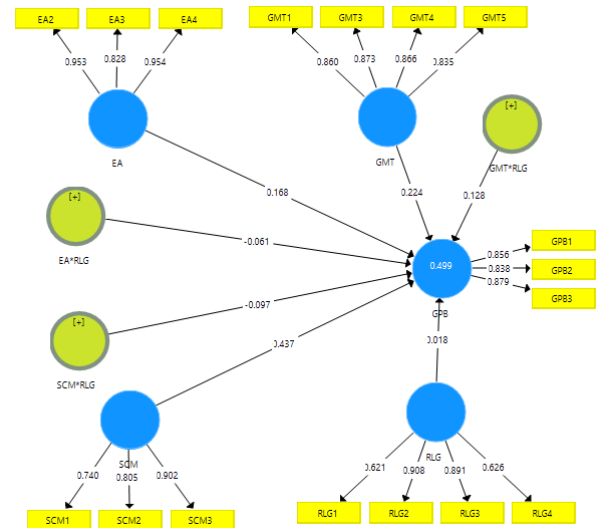 EA2 EA3 EA4 GMT1 GMT3 GMT4 GMT5
0.953 0.828 0.954 0.860 0.873 0.866 0.835
[+]
EA GMT GMT*RLG
0.168 0.224 0.128
[+]
-0.061
EA*RLG
0.499
GPB
0.856 GPB1
0.838 GPB2
0.879 GPB3
[+]
-0.097
SCM*RLG
0.437 0.018
SCM RLG
0.740 0.805 0.902 0.621 0.908 0.891 0.626
SCM1 SCM2 SCM3 RLG1 RLG2 RLG3 RLG4